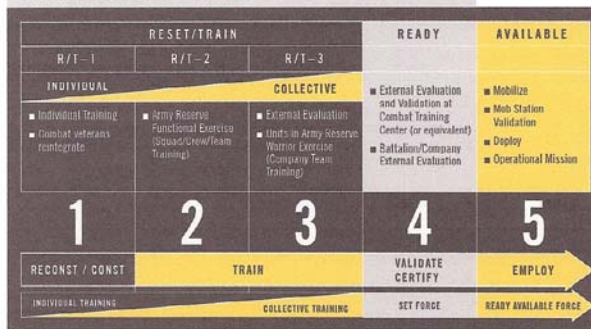 RESET/TRAIN
READY
AVAILABLE
R/T-1
R/T-2
R/T-3
INDIVIDUAL
COLLECTIVE
■ Individual Training
■ Combat veterans
reintegrate
■ Army Reserve
Functional Exercise
(Squad/Crew/Team
Training)
■ External Evaluation
■ Units in Army Reserve
Warrior Exercise
(Company Team
Training)
■ External Evaluation
and Validation at
Combat Training
Center (or equivalent)
■ Battalion/Company
External Evaluation
■ Mobilize
■ Mob Station
Validation
■ Deploy
■ Operational Mission
1
2
3
4
5
RECONST / CONST
TRAIN
VALIDATE
CERTIFY
EMPLOY
INDIVIDUAL TRAINING
COLLECTIVE TRAINING
SET FORCE
READY AVAILABLE FORCE